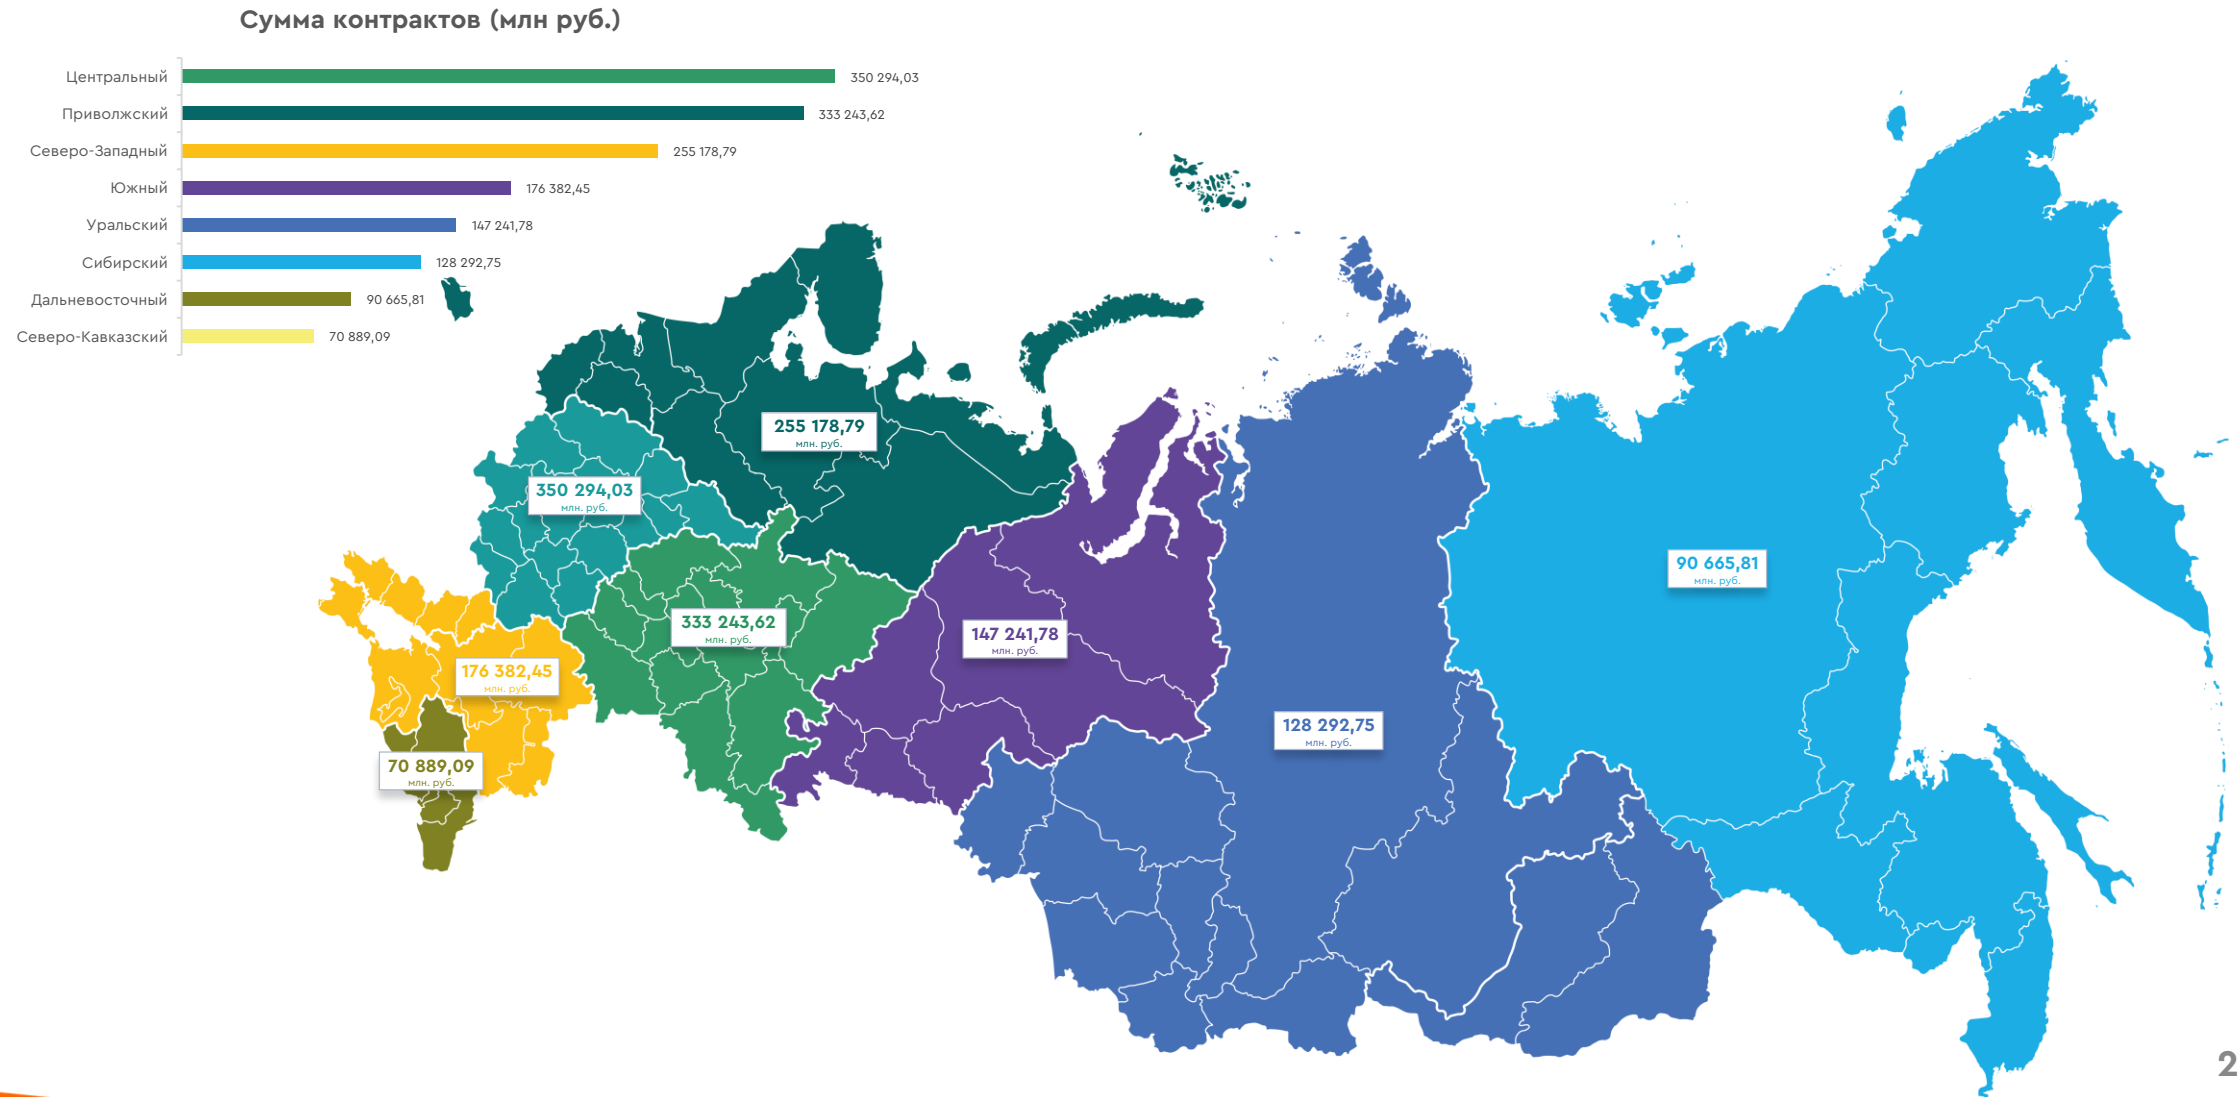 Сумма контрактов (млн руб.)
Центральный 350 294,03
Приволжский 333 243,62
Северо-Западный 255 178,79
Южный 176 382,45
Уральский 147 241,78
Сибирский 128 292,75
Дальневосточный 90 665,81
Северо-Кавказский 70 889,09
255 178,79
млн. руб.
350 294,03
млн. руб.
90 665,81
млн. руб.
333 243,62
млн. руб.
147 241,78
млн. руб.
176 382,45
млн. руб.
128 292,75
млн. руб.
70 889,09
млн. руб.
2